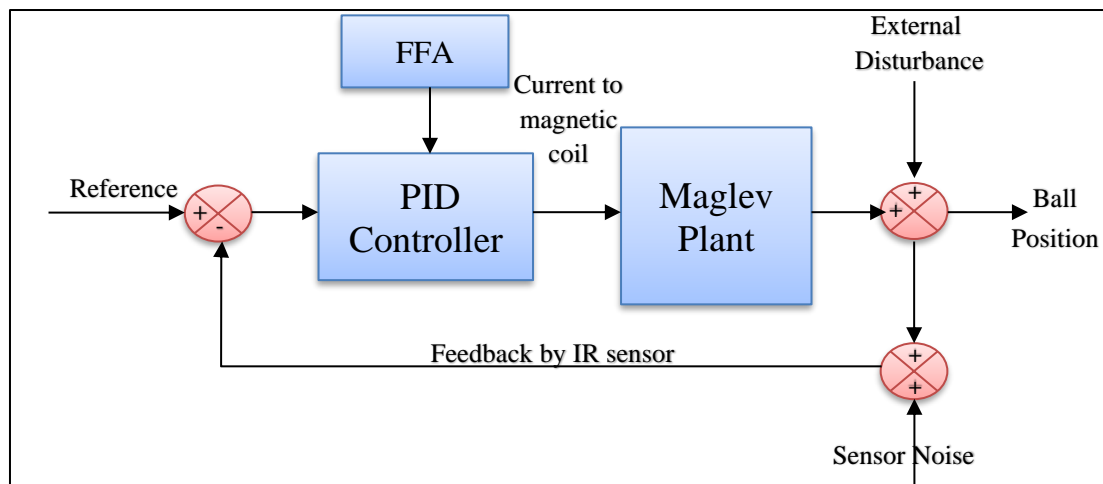 FFA
External
Disturbance
Current to
magnetic
coil
Reference
+
-
PID
Controller
Maglev
Plant
+
+
Ball
Position
Feedback by IR sensor
+
+
Sensor Noise